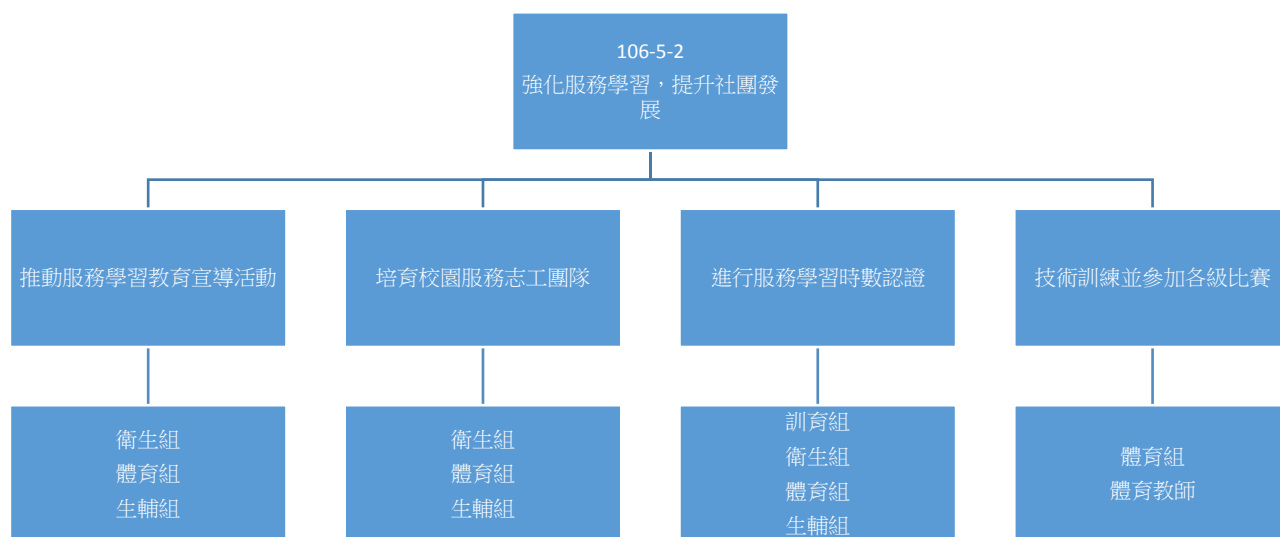 106-5-2
強化服務學習，提升社團發
展
推動服務學習教育宣導活動
培育校園服務志工團隊
進行服務學習時數認證
技術訓練並參加各級比賽
衛生組
體育組
生輔組
衛生組
體育組
生輔組
訓育組
衛生組
體育組
生輔組
體育組
體育教師